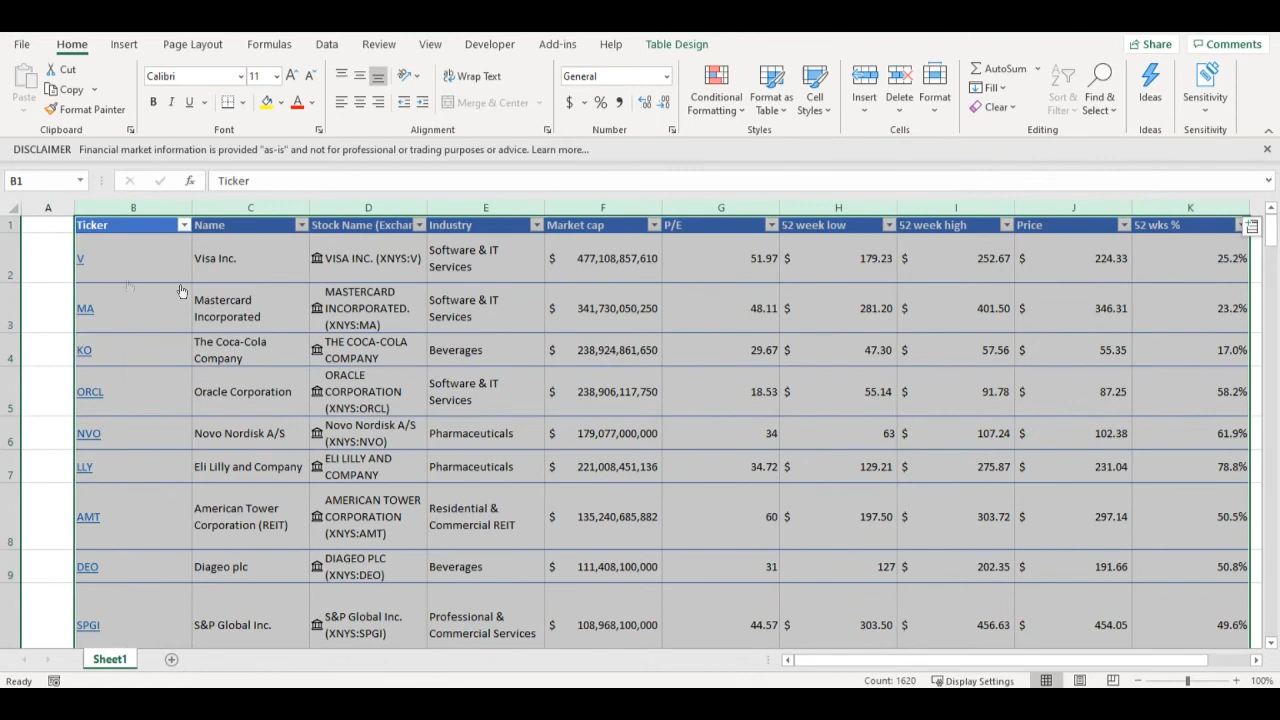 File Home Insert Page Layout Formulas Data Review View Developer Add-ins Help Table Design Share Comments
Cut
Copy
Format Painter
Paste
Clipboard
Calibri 11 A A
B I U A
Font
Wrap Text
Merge & Center
Alignment
General
$ % 9
Number
Conditional Formatting
Format as Table
Cell Styles
Styles
Insert Delete Format
Cells
AutoSum
Fill
Clear
Sort & Filter
Find & Select
Editing
Ideas
Ideas
Sensitivity
Sensitivity
DISCLAIMER Financial market information is provided "as-is" and not for professional or trading purposes or advice. Learn more...
B1 fx Ticker
A B C D E F G H I J K
1 Ticker Name Stock Name (Exchar Industry Market cap P/E 52 week low 52 week high Price 52 wks %
2 V Visa Inc. VISA INC. (XNYS:V) Software & IT Services $ 477,108,857,610 51.97 $ 179.23 $ 252.67 $ 224.33 25.2%
3 MA Mastercard Incorporated MASTERCARD INCORPORATED. (XNYS:MA) Software & IT Services $ 341,730,050,250 48.11 $ 281.20 $ 401.50 $ 346.31 23.2%
4 KO The Coca-Cola Company THE COCA-COLA COMPANY Beverages $ 238,924,861,650 29.67 $ 47.30 $ 57.56 $ 55.35 17.0%
5 ORCL Oracle Corporation ORACLE CORPORATION (XNYS:ORCL) Software & IT Services $ 238,906,117,750 18.53 $ 55.14 $ 91.78 $ 87.25 58.2%
6 NVO Novo Nordisk A/S Novo Nordisk A/S (XNYS:NVO) Pharmaceuticals $ 179,077,000,000 34 $ 63 $ 107.24 $ 102.38 61.9%
7 LLY Eli Lilly and Company ELI LILLY AND COMPANY Pharmaceuticals $ 221,008,451,136 34.72 $ 129.21 $ 275.87 $ 231.04 78.8%
8 AMT American Tower Corporation (REIT) AMERICAN TOWER CORPORATION (XNYS:AMT) Residential & Commercial REIT $ 135,240,685,882 60 $ 197.50 $ 303.72 $ 297.14 50.5%
9 DEO Diageo plc DIAGEO PLC (XNYS:DEO) Beverages $ 111,408,100,000 31 $ 127 $ 202.35 $ 191.66 50.8%
SPGI S&P Global Inc. S&P Global Inc. (XNYS:SPGI) Professional & Commercial Services $ 108,968,100,000 44.57 $ 303.50 $ 456.63 $ 454.05 49.6%
Sheet1
Ready Count: 1620 Display Settings 100%